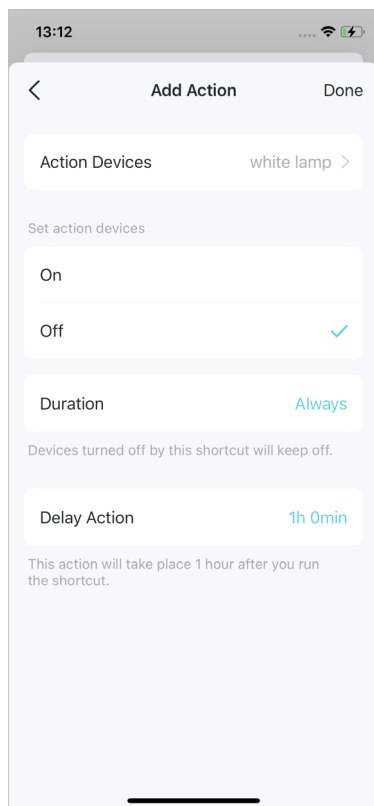 13:12
Add Action
Done
Action Devices
white lamp
Set action devices
On
Off
Duration
Always
Devices turned off by this shortcut will keep off.
Delay Action
1h 0min
This action will take place 1 hour after you run
the shortcut.